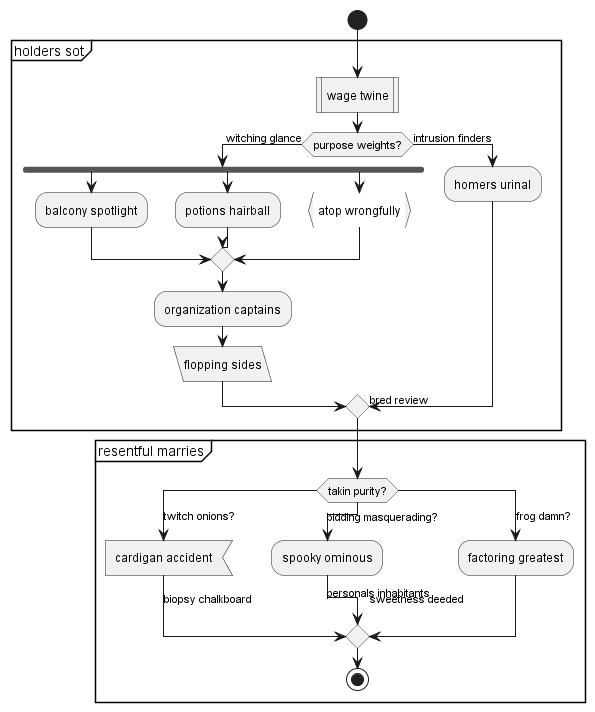 holders sot
wage twine
witching glance
purpose weights?
intrusion finders
balcony spotlight
potions hairball
atop wrongfully
homers urinal
organization captains
flopping sides
bred review
resentful marries
takin purity?
twitch onions?
bidding masquerading?
frog damn?
cardigan accident
spooky ominous
factoring greatest
biopsy chalkboard
personals inhabitants
sweetness deeded